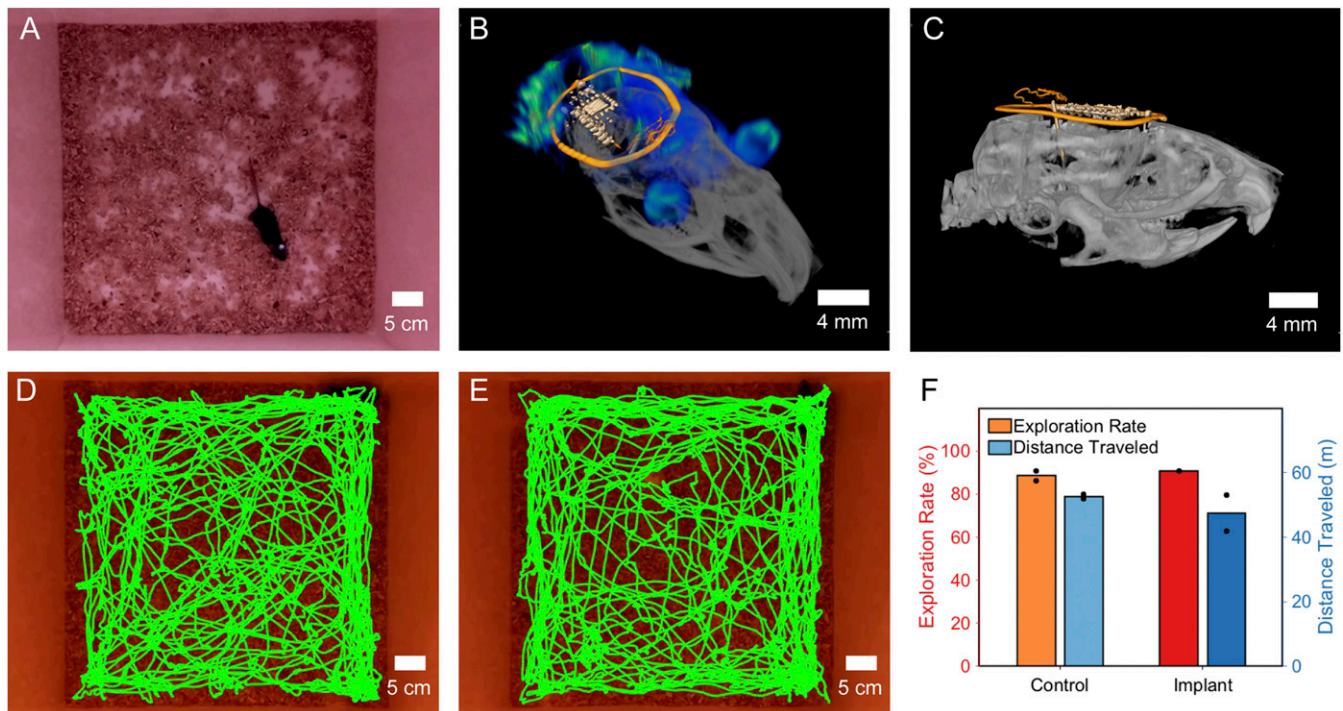 A
5 cm
B
4 mm
C
4 mm
D
5 cm
E
5 cm
F
Exploration Rate (%)
100
80
60
40
20
0
Exploration Rate
Distance Traveled
60
40
20
0
Distance Traveled (m)
Control
Implant